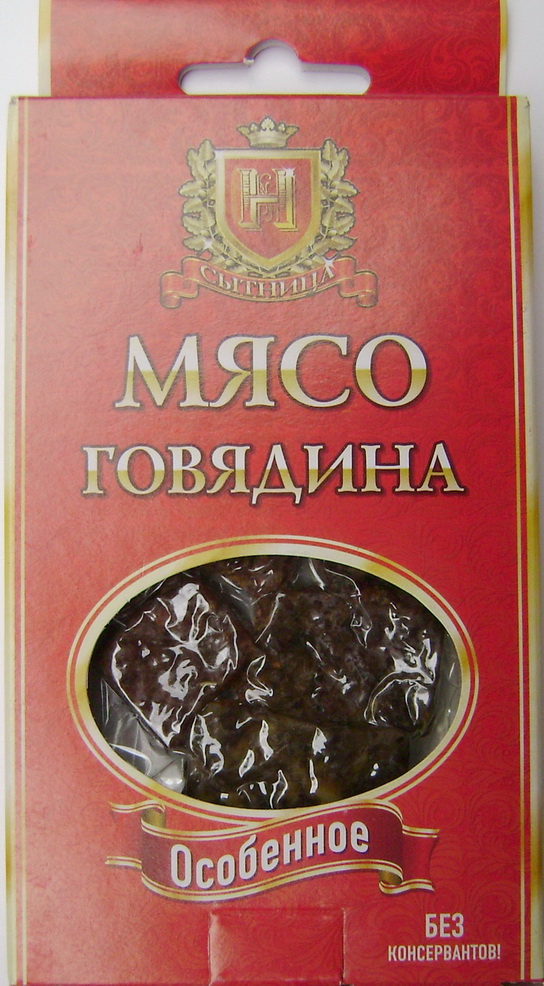 Н
СЫТНИЦА
МЯСО
ГОВЯДИНА
Особенное
БЕЗ
КОНСЕРВАНТОВ!